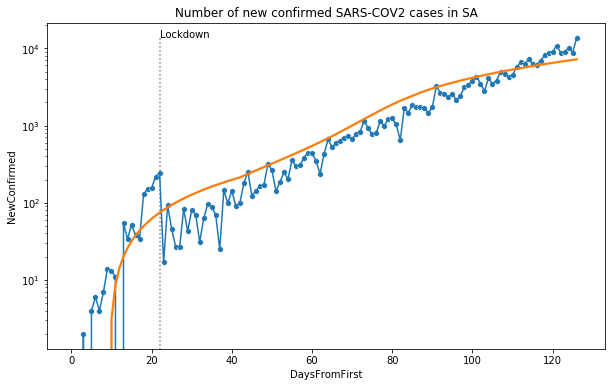 Number of new confirmed SARS-COV2 cases in SA
Lockdown
NewConfirmed
10⁴
10³
10²
10¹
0 20 40 60 80 100 120
DaysFromFirst